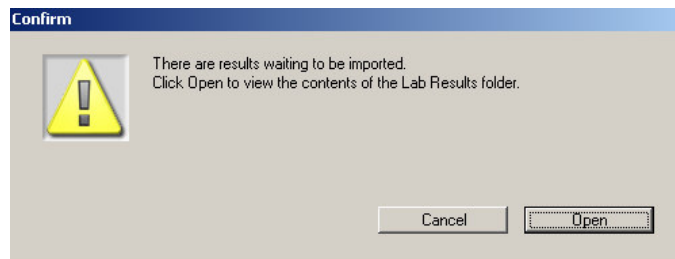 Confirm
There are results waiting to be imported.
Click Open to view the contents of the Lab Results folder.
Cancel
Open